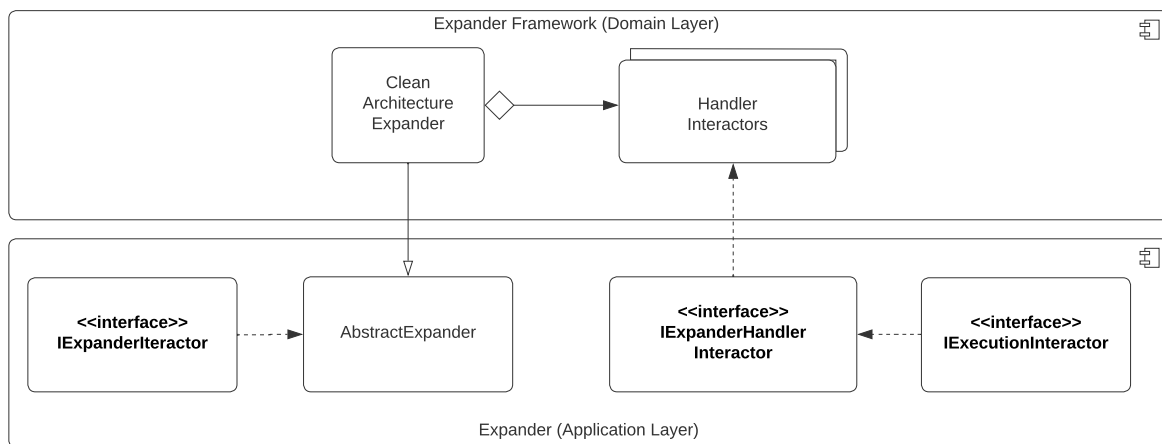 Expander Framework (Domain Layer)
Clean
Architecture
Expander
Handler
Interactors
<<interface>>
IExpanderIteractor
AbstractExpander
<<interface>>
IExpanderHandler
Interactor
<<interface>>
IExecutionInteractor
Expander (Application Layer)